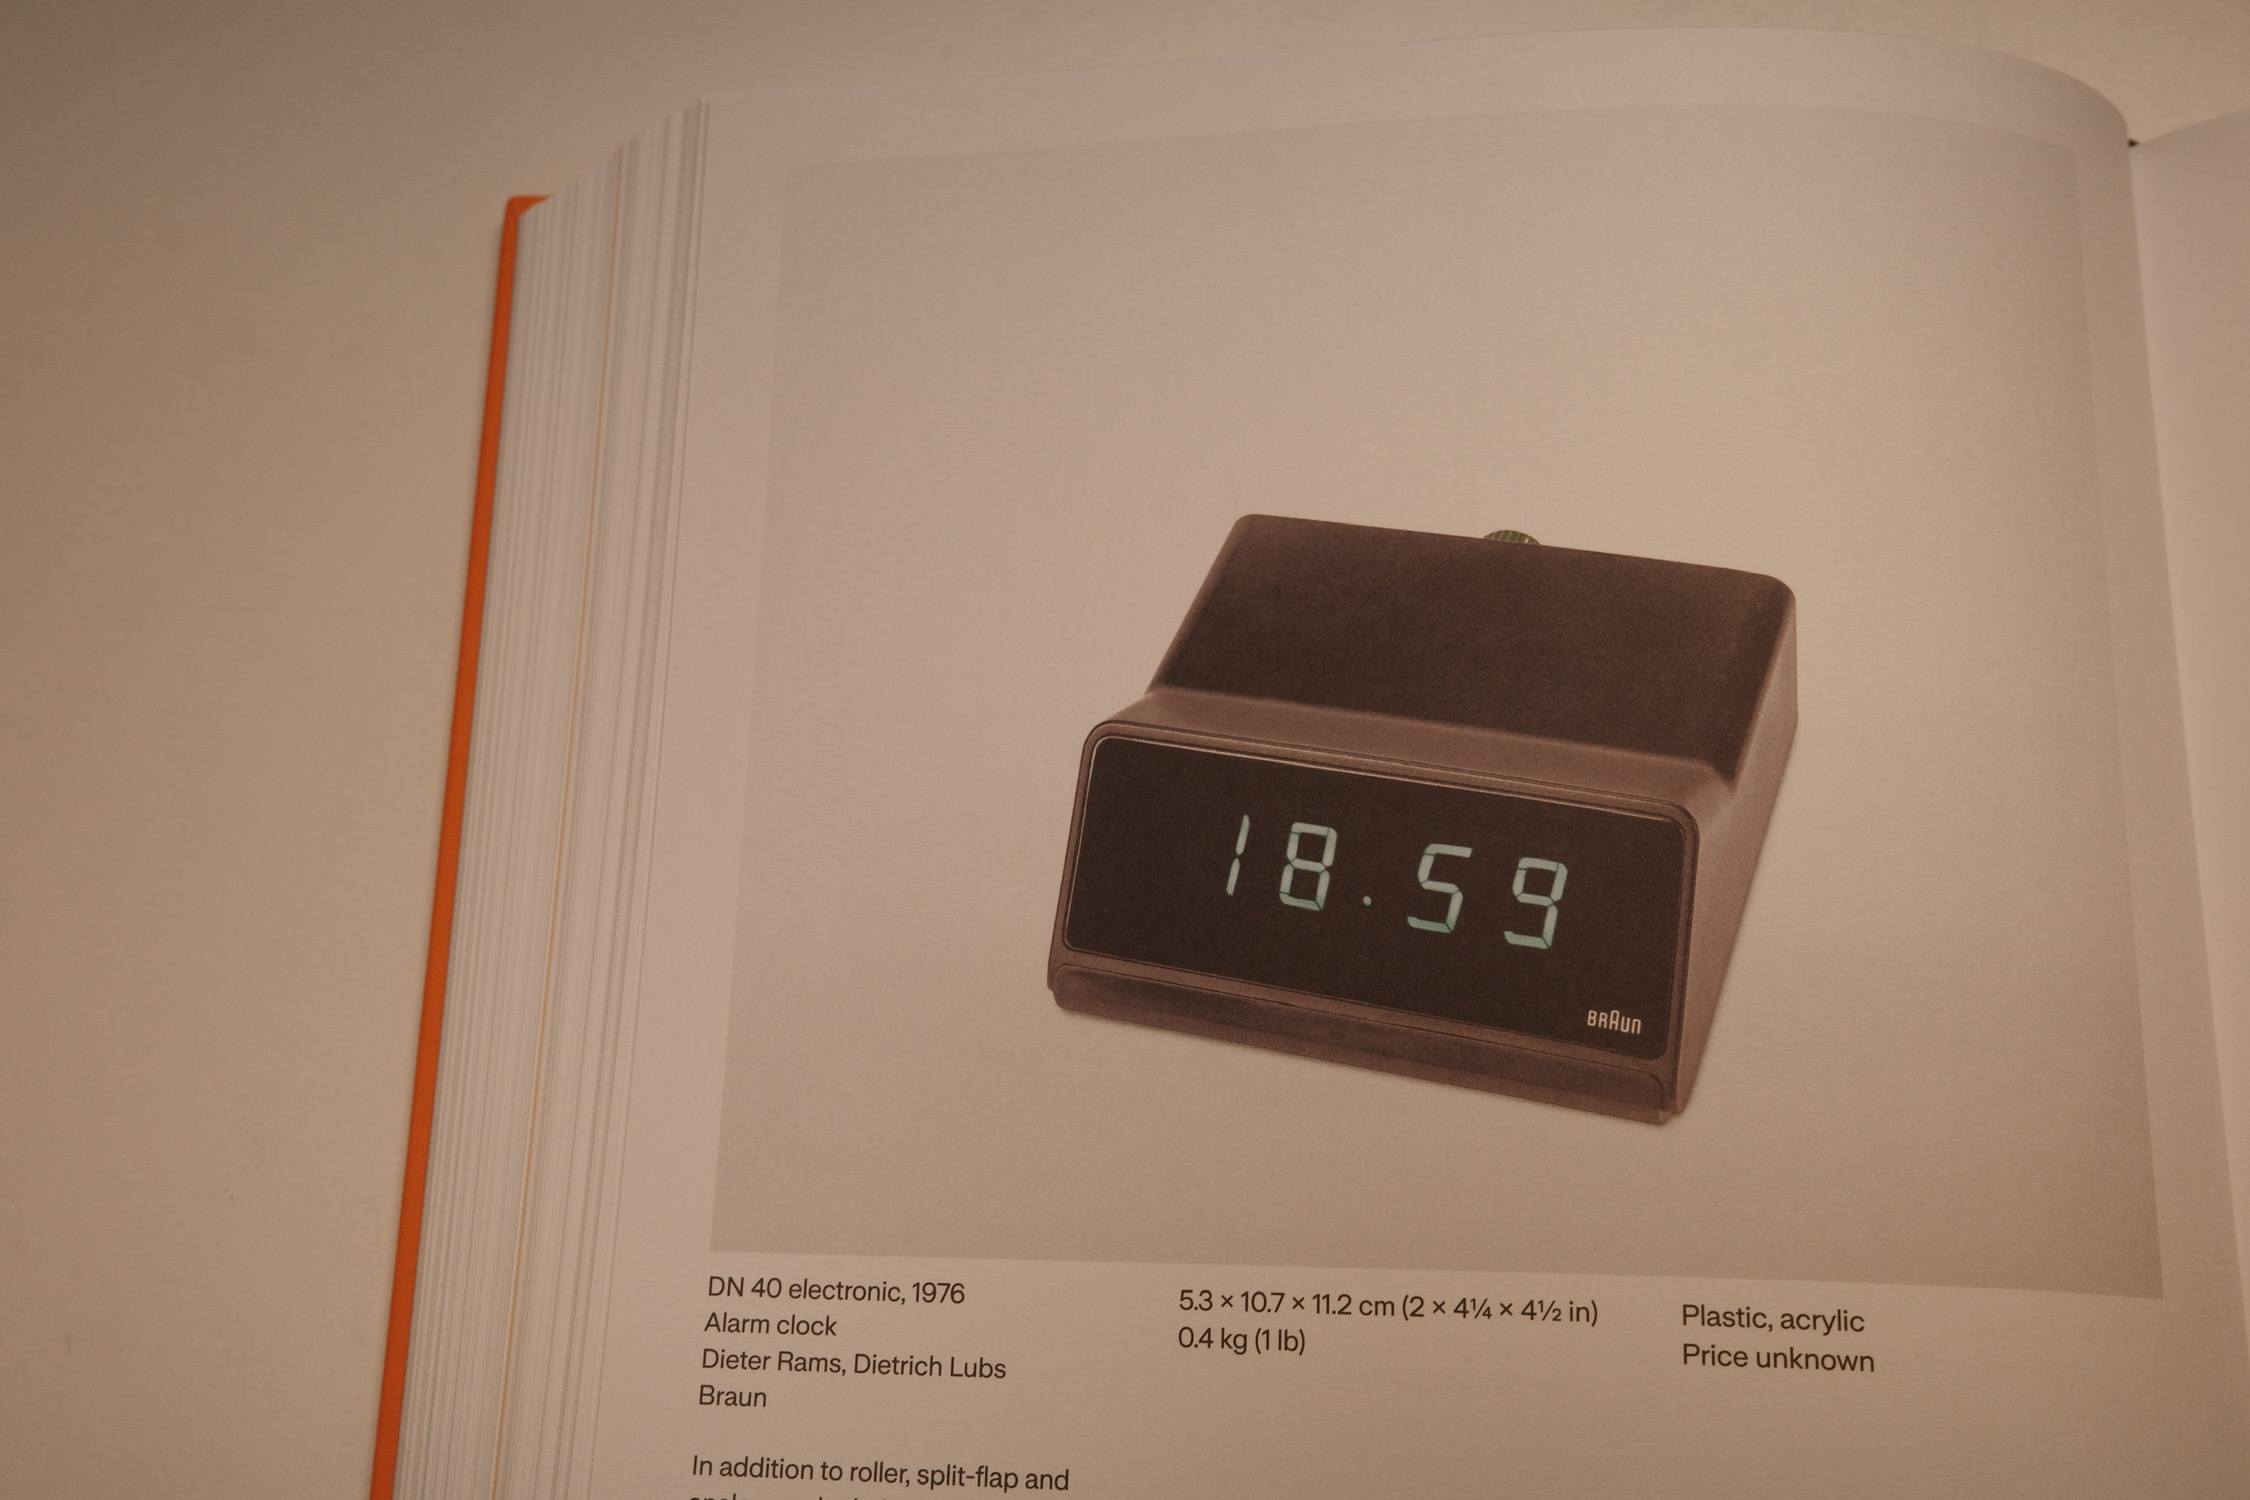 18.59
BRAUN
DN 40 electronic, 1976
Alarm clock
Dieter Rams, Dietrich Lubs
Braun
5.3 × 10.7 × 11.2 cm (2 × 4¼ × 4½ in)
0.4 kg (1 lb)
Plastic, acrylic
Price unknown
In addition to roller, split-flap and